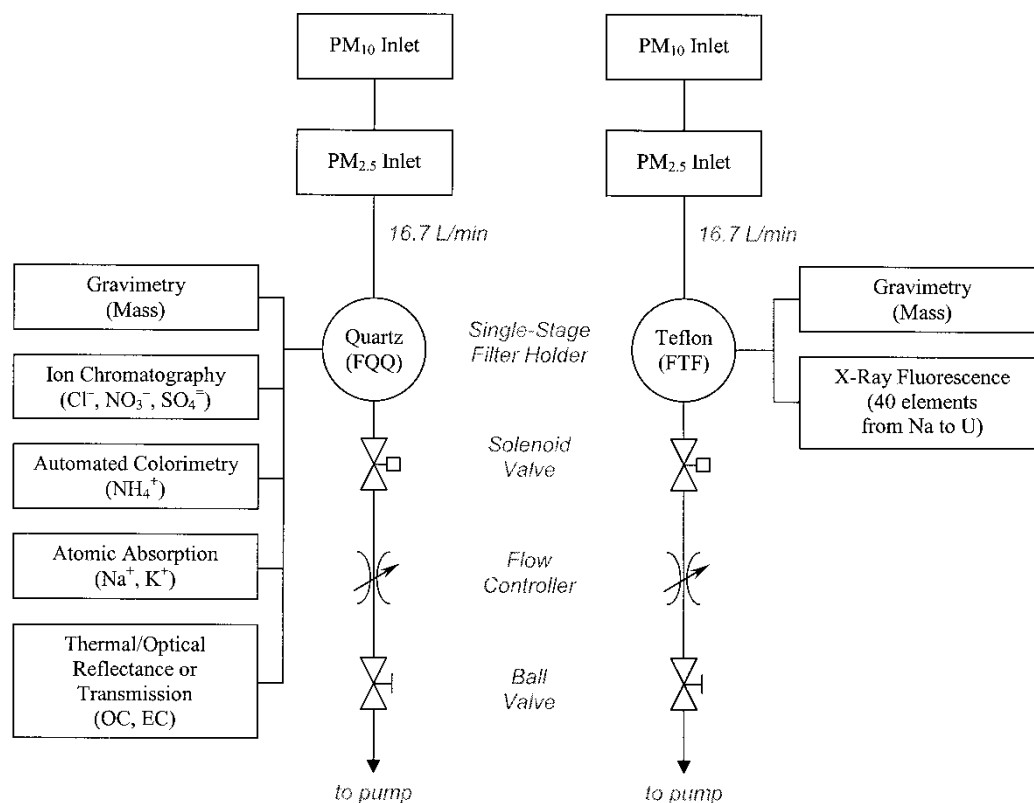 PM₁₀ Inlet
PM₁₀ Inlet
PM₂.₅ Inlet
PM₂.₅ Inlet
16.7 L/min
16.7 L/min
Gravimetry
(Mass)
Quartz
(FQQ)
Single-Stage
Filter Holder
Teflon
(FTF)
Gravimetry
(Mass)
Ion Chromatography
(Cl⁻, NO₃⁻, SO₄⁼)
X-Ray Fluorescence
(40 elements
from Na to U)
Automated Colorimetry
(NH₄⁺)
Solenoid
Valve
Atomic Absorption
(Na⁺, K⁺)
Flow
Controller
Thermal/Optical
Reflectance or
Transmission
(OC, EC)
Ball
Valve
to pump
to pump